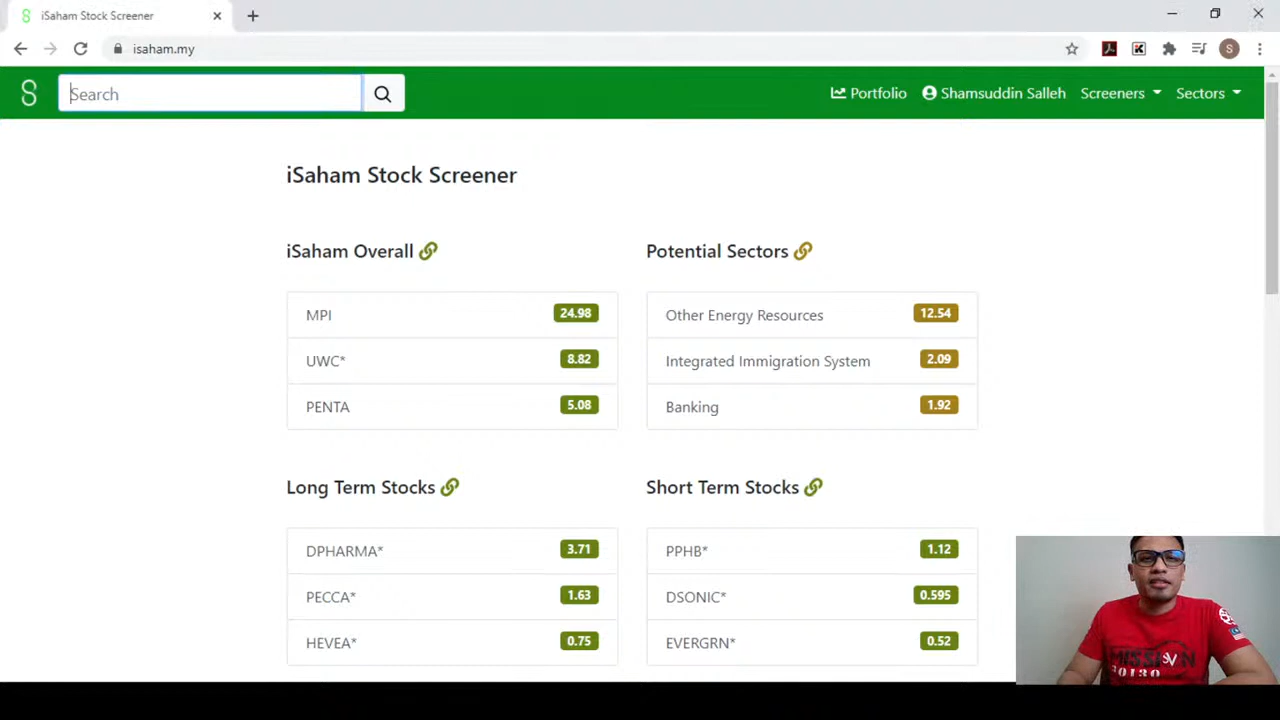 iSaham Stock Screener
isaham.my
Search
Portfolio
Shamsuddin Salleh
Screeners
Sectors
S
iSaham Stock Screener
iSaham Overall
MPI 24.98
UWC* 8.82
PENTA 5.08
Potential Sectors
Other Energy Resources 12.54
Integrated Immigration System 2.09
Banking 1.92
Long Term Stocks
DPHARMA* 3.71
PECCA* 1.63
HEVEA* 0.75
Short Term Stocks
PPHB* 1.12
DSONIC* 0.595
EVERGRN* 0.52
MISSION